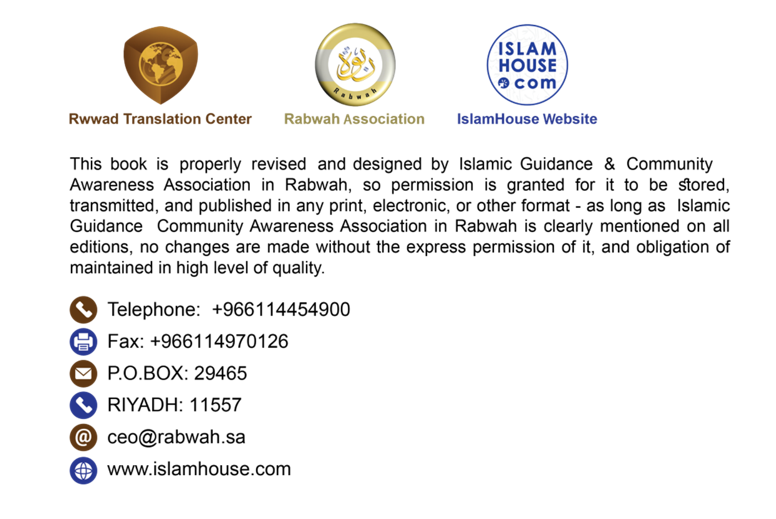 ربوة
Rabwah
ISLAM
HOUSE
.com
Rwwad Translation Center
Rabwah Association
IslamHouse Website
This book is properly revised and designed by Islamic Guidance & Community
Awareness Association in Rabwah, so permission is granted for it to be stored,
transmitted, and published in any print, electronic, or other format - as long as Islamic
Guidance Community Awareness Association in Rabwah is clearly mentioned on all
editions, no changes are made without the express permission of it, and obligation of
maintained in high level of quality.
Telephone: +966114454900
Fax: +966114970126
P.O.BOX: 29465
RIYADH: 11557
ceo@rabwah.sa
www.islamhouse.com